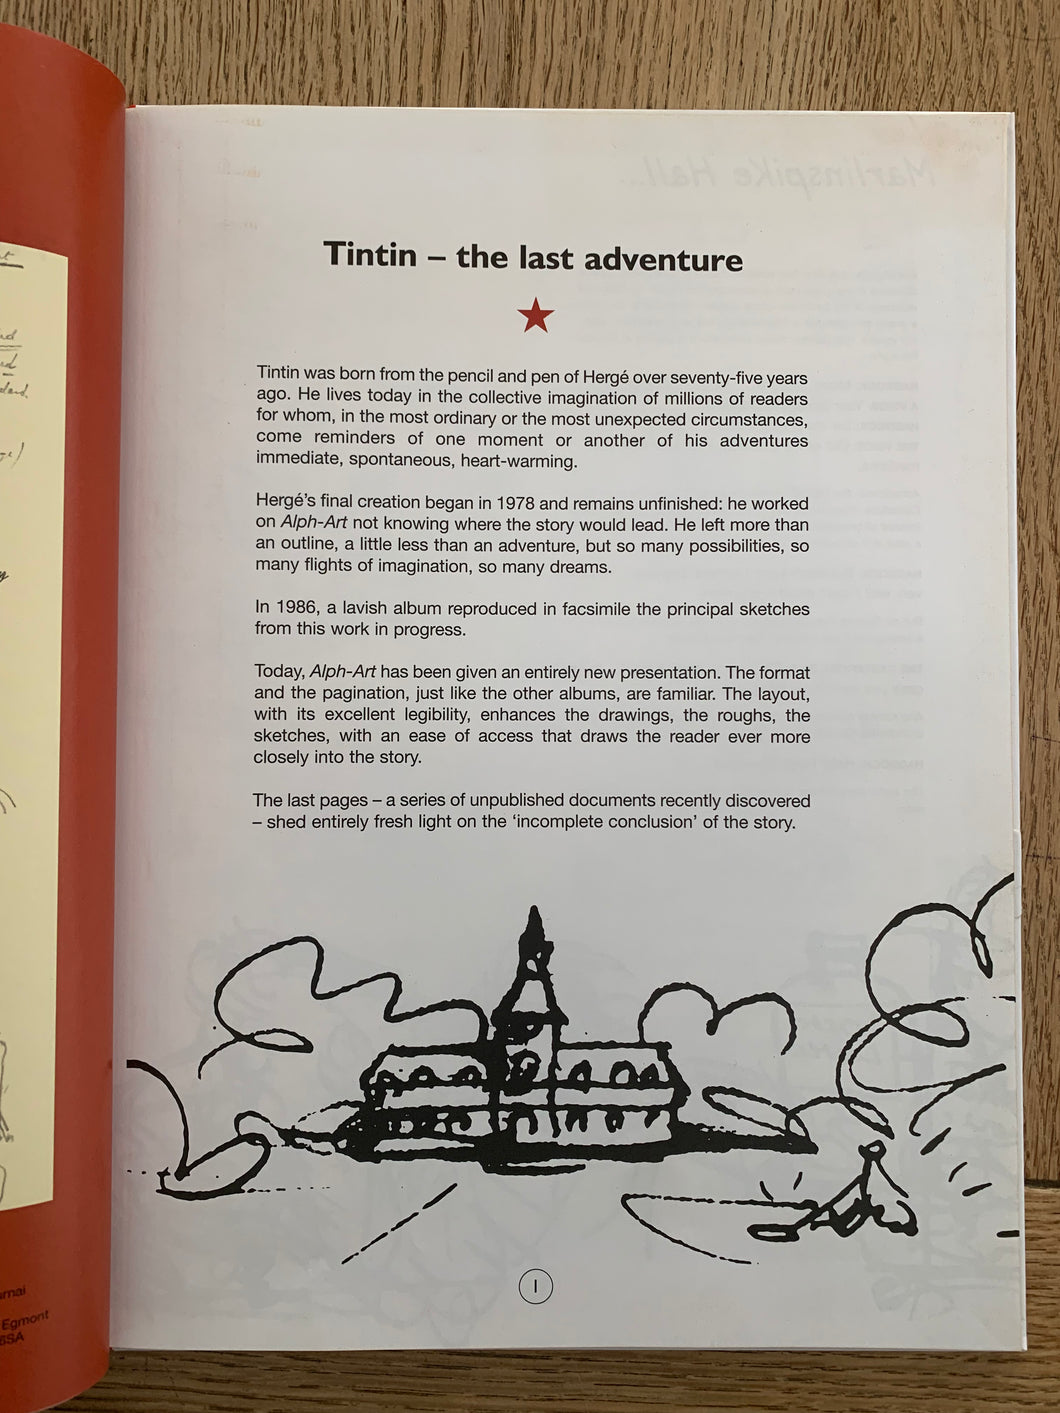 Tintin – the last adventure
Tintin was born from the pencil and pen of Hergé over seventy-five years
ago. He lives today in the collective imagination of millions of readers
for whom, in the most ordinary or the most unexpected circumstances,
come reminders of one moment or another of his adventures
immediate, spontaneous, heart-warming.
Hergé's final creation began in 1978 and remains unfinished: he worked
on Alph-Art not knowing where the story would lead. He left more than
an outline, a little less than an adventure, but so many possibilities, so
many flights of imagination, so many dreams.
In 1986, a lavish album reproduced in facsimile the principal sketches
from this work in progress.
Today, Alph-Art has been given an entirely new presentation. The format
and the pagination, just like the other albums, are familiar. The layout,
with its excellent legibility, enhances the drawings, the roughs, the
sketches, with an ease of access that draws the reader ever more
closely into the story.
The last pages – a series of unpublished documents recently discovered
– shed entirely fresh light on the ‘incomplete conclusion’ of the story.
I
Egmont
6SA
Marlinspike Hall...